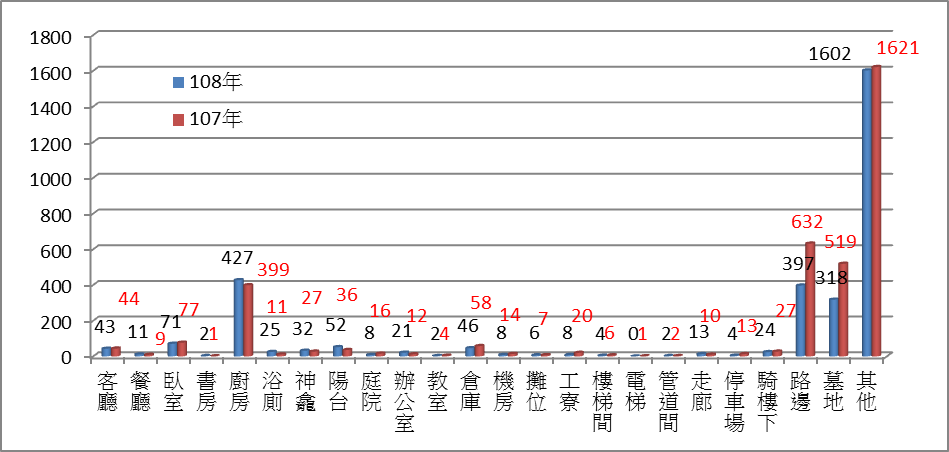 1800
1600
1400
1200
1000
800
600
400
200
0
108年
107年
43 11 71 2 427 25 32 52 8 21 2 46 8 6 8 4 0 2 13 4 24 397 318 1602
44 9 77 1 399 11 27 36 16 12 4 58 14 7 20 6 1 2 10 13 27 632 519 1621
客廳
餐廳
臥室
書房
廚房
浴廁
神龕
陽台
庭院
辦公室
教室
倉庫
機房
攤位
工寮
樓梯間
電梯
管道間
走廊
停車場
騎樓下
路邊
墓地
其他